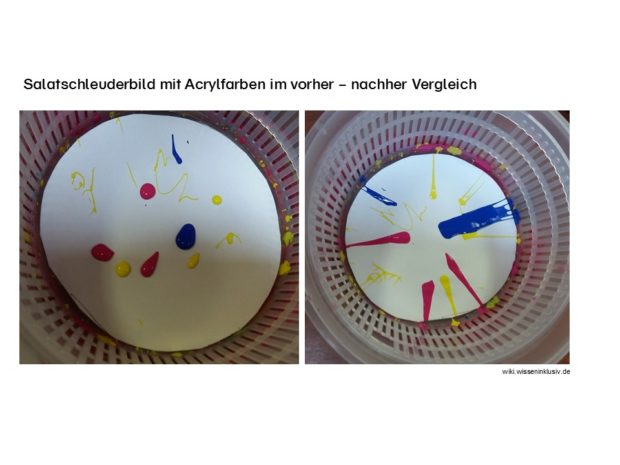 Salatschleuderbild mit Acrylfarben im vorher – nachher Vergleich
wiki.wisseninklusiv.de